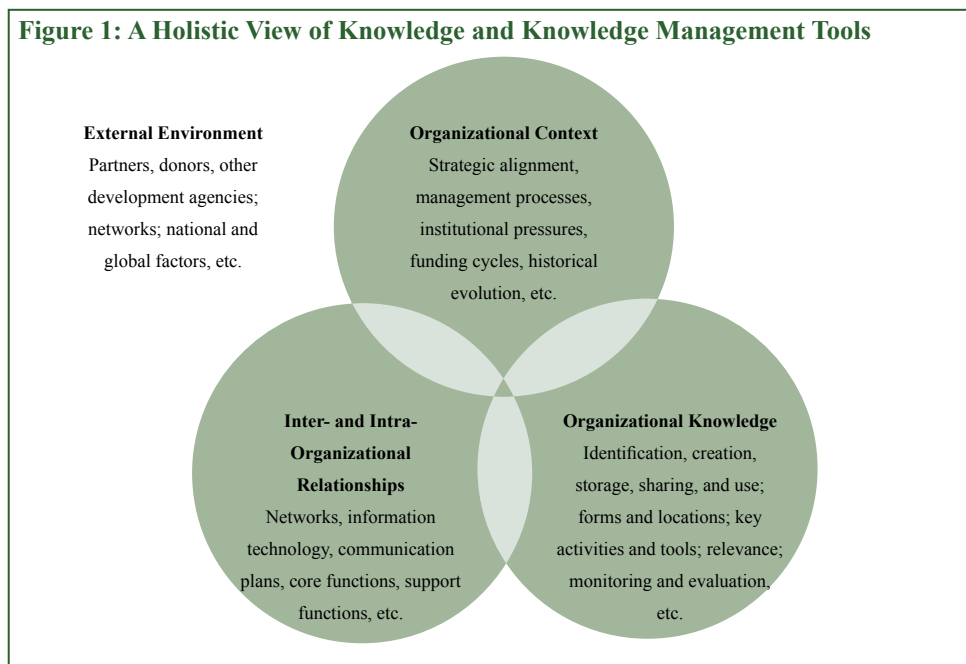 Figure 1: A Holistic View of Knowledge and Knowledge Management Tools
External Environment
Partners, donors, other
development agencies;
networks; national and
global factors, etc.
Organizational Context
Strategic alignment,
management processes,
institutional pressures,
funding cycles, historical
evolution, etc.
Inter- and Intra-
Organizational
Relationships
Networks, information
technology, communication
plans, core functions, support
functions, etc.
Organizational Knowledge
Identification, creation,
storage, sharing, and use;
forms and locations; key
activities and tools; relevance;
monitoring and evaluation,
etc.